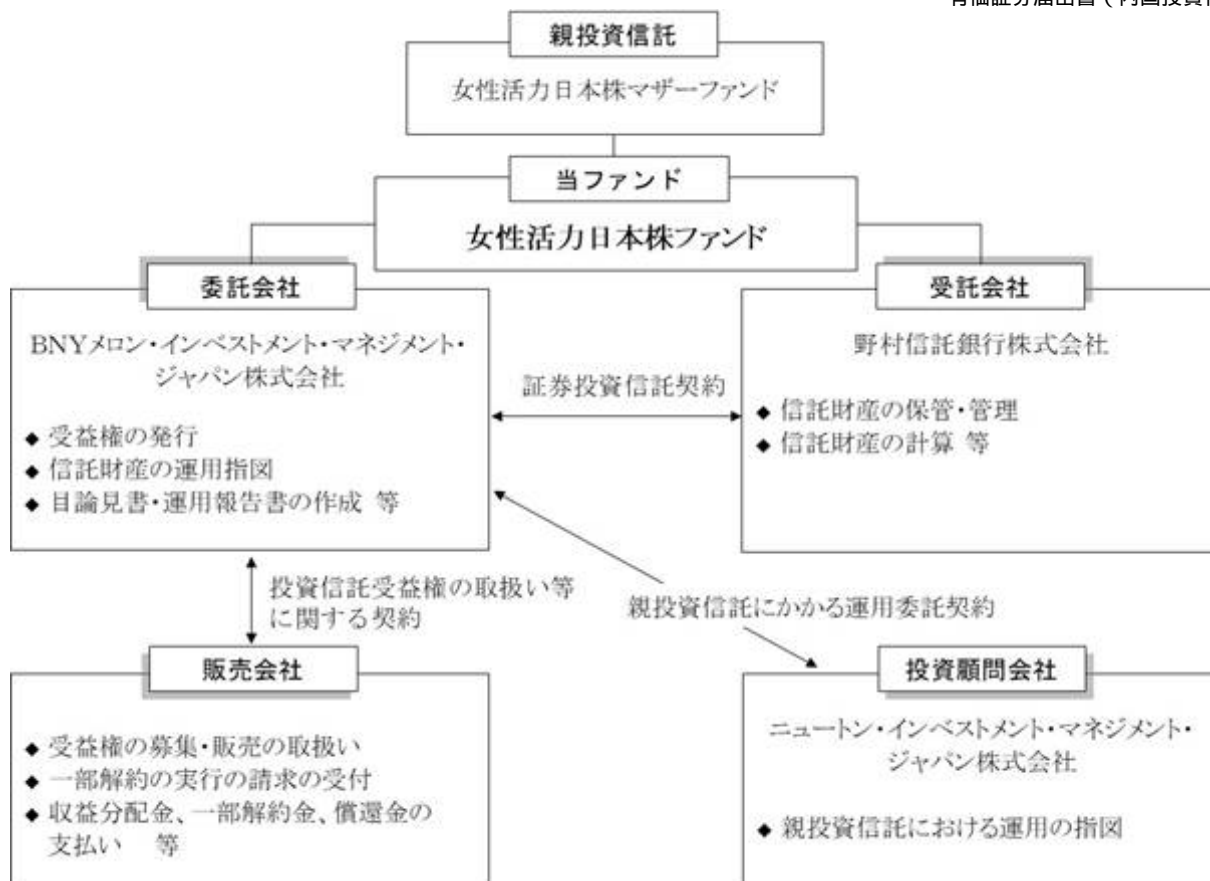 親投資信託
女性活力日本株マザーファンド
当ファンド
女性活力日本株ファンド
委託会社
BNYメロン・インベストメント・マネジメント・
ジャパン株式会社
◆ 受益権の発行
◆ 信託財産の運用指図
◆ 目論見書・運用報告書の作成 等
受託会社
野村信託銀行株式会社
◆ 信託財産の保管・管理
◆ 信託財産の計算 等
証券投資信託契約
投資信託受益権の取扱い等
に関する契約
親投資信託にかかる運用委託契約
販売会社
◆ 受益権の募集・販売の取扱い
◆ 一部解約の実行の請求の受付
◆ 収益分配金、一部解約金、償還金の
支払い 等
投資顧問会社
ニュートン・インベストメント・マネジメント・
ジャパン株式会社
◆ 親投資信託における運用の指図